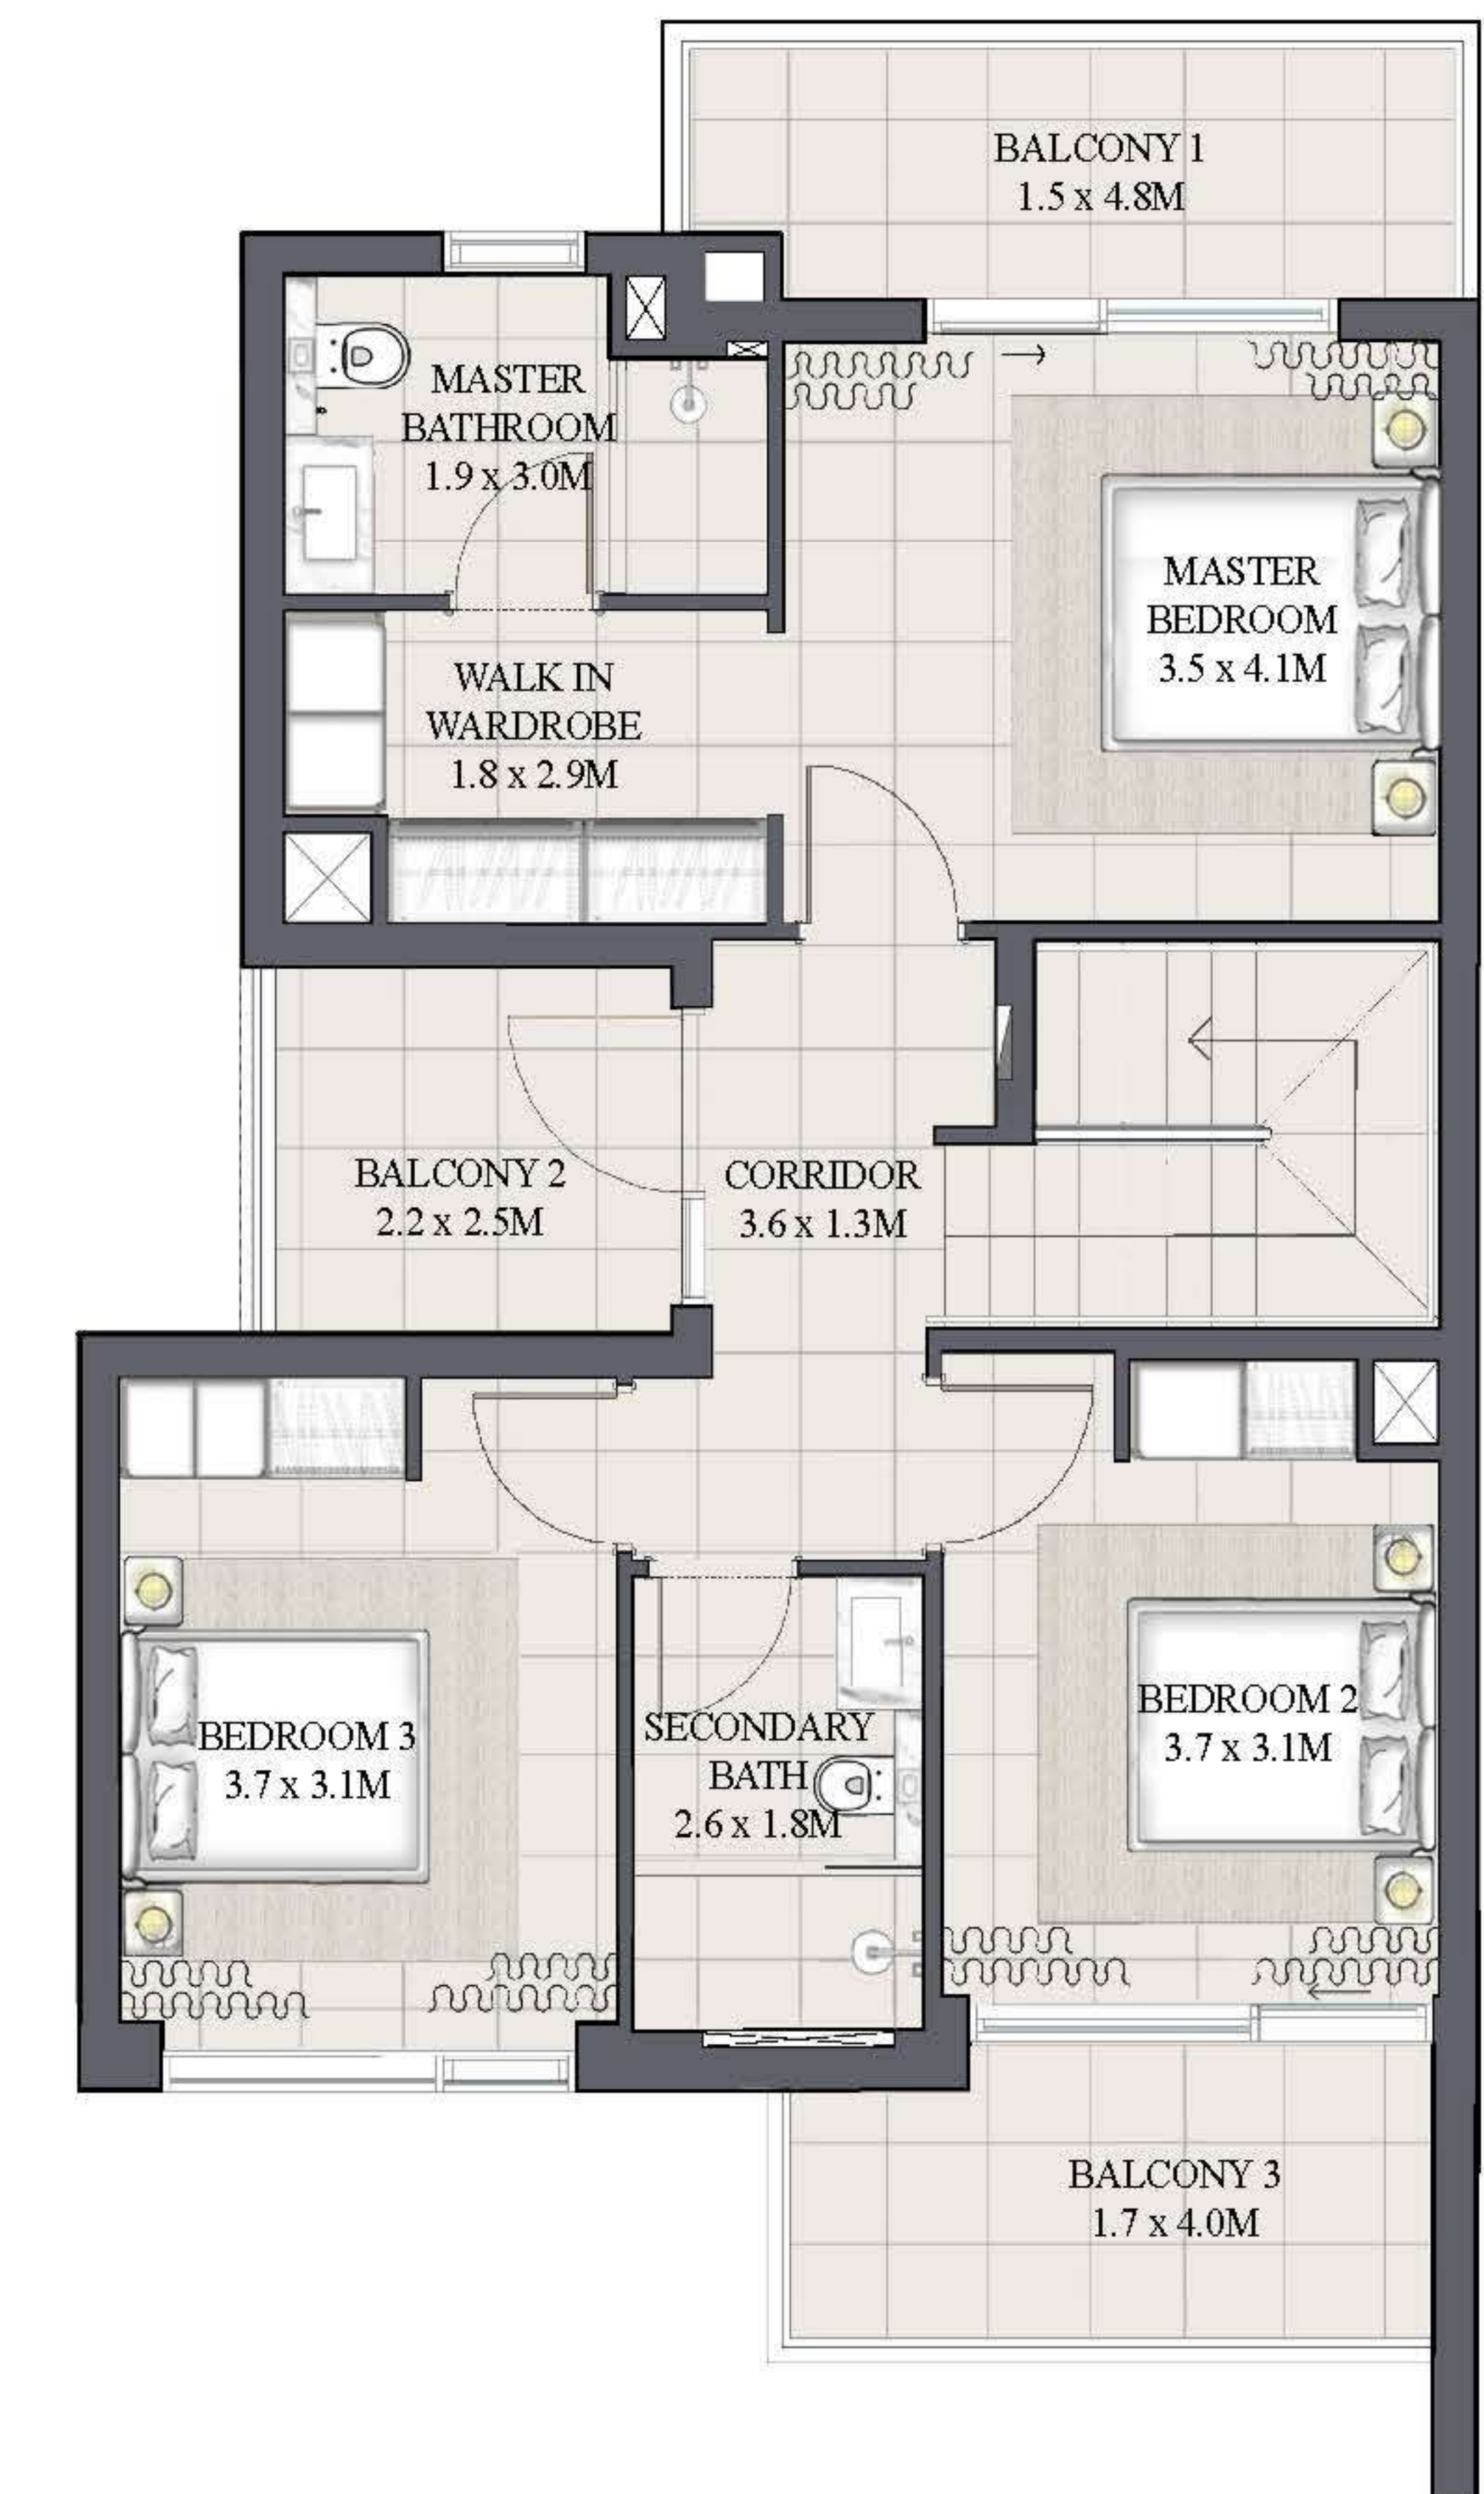 BALCONY 1
1.5 x 4.8M
MASTER
BATHROOM
1.9 x 3.0M
MASTER
BEDROOM
3.5 x 4.1M
WALK IN
WARDROBE
1.8 x 2.9M
BALCONY 2
2.2 x 2.5M
CORRIDOR
3.6 x 1.3M
BEDROOM 3
3.7 x 3.1M
SECONDARY
BATH
2.6 x 1.8M
BEDROOM 2
3.7 x 3.1M
BALCONY 3
1.7 x 4.0M